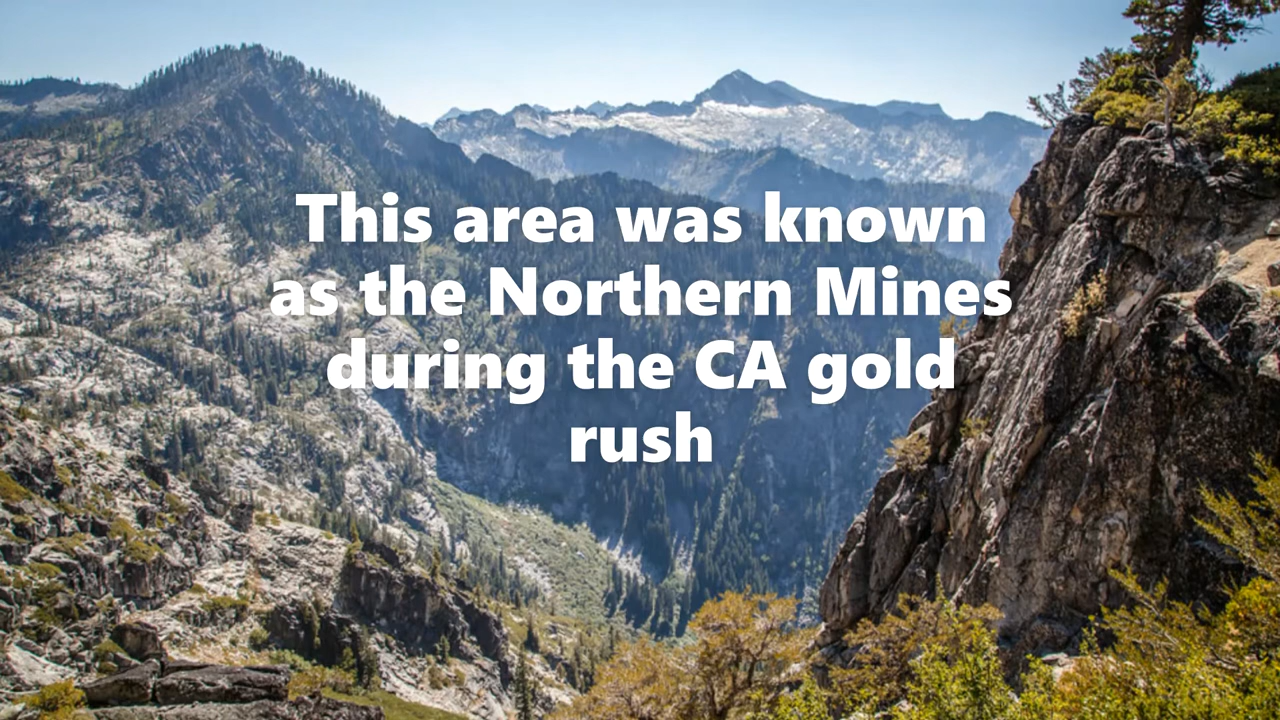 This area was known
as the Northern Mines
during the CA gold
rush